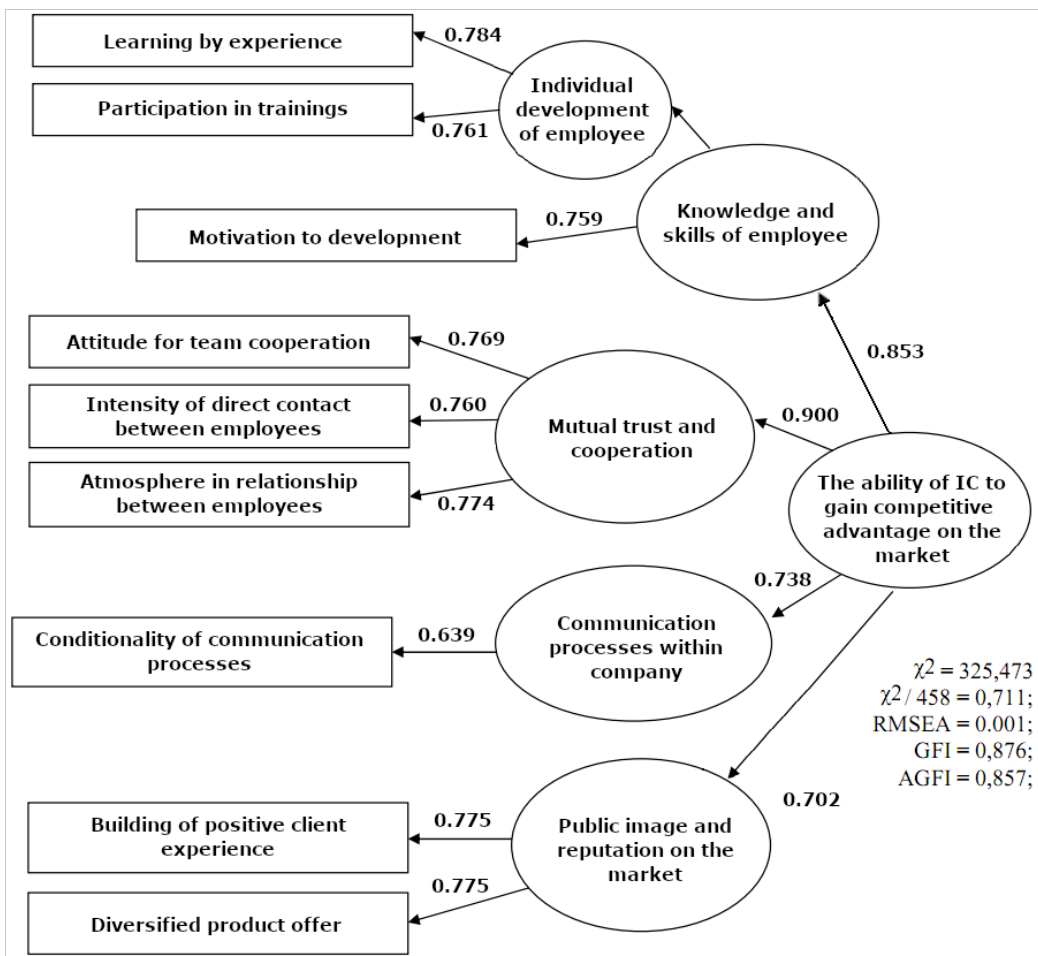 Learning by experience
0.784
Individual
development
of employee
Participation in trainings
0.761
Knowledge and
skills of employee
0.759
Motivation to development
0.853
Attitude for team cooperation
0.769
Intensity of direct contact
between employees
0.760
Mutual trust and
cooperation
0.900
Atmosphere in relationship
between employees
0.774
The ability of IC to
gain competitive
advantage on the
market
0.738
Conditionality of communication
processes
0.639
Communication
processes within
company
χ2 = 325,473
χ2 / 458 = 0,711;
RMSEA = 0.001;
GFI = 0,876;
AGFI = 0,857;
0.702
Building of positive client
experience
0.775
Public image and
reputation on the
market
0.775
Diversified product offer